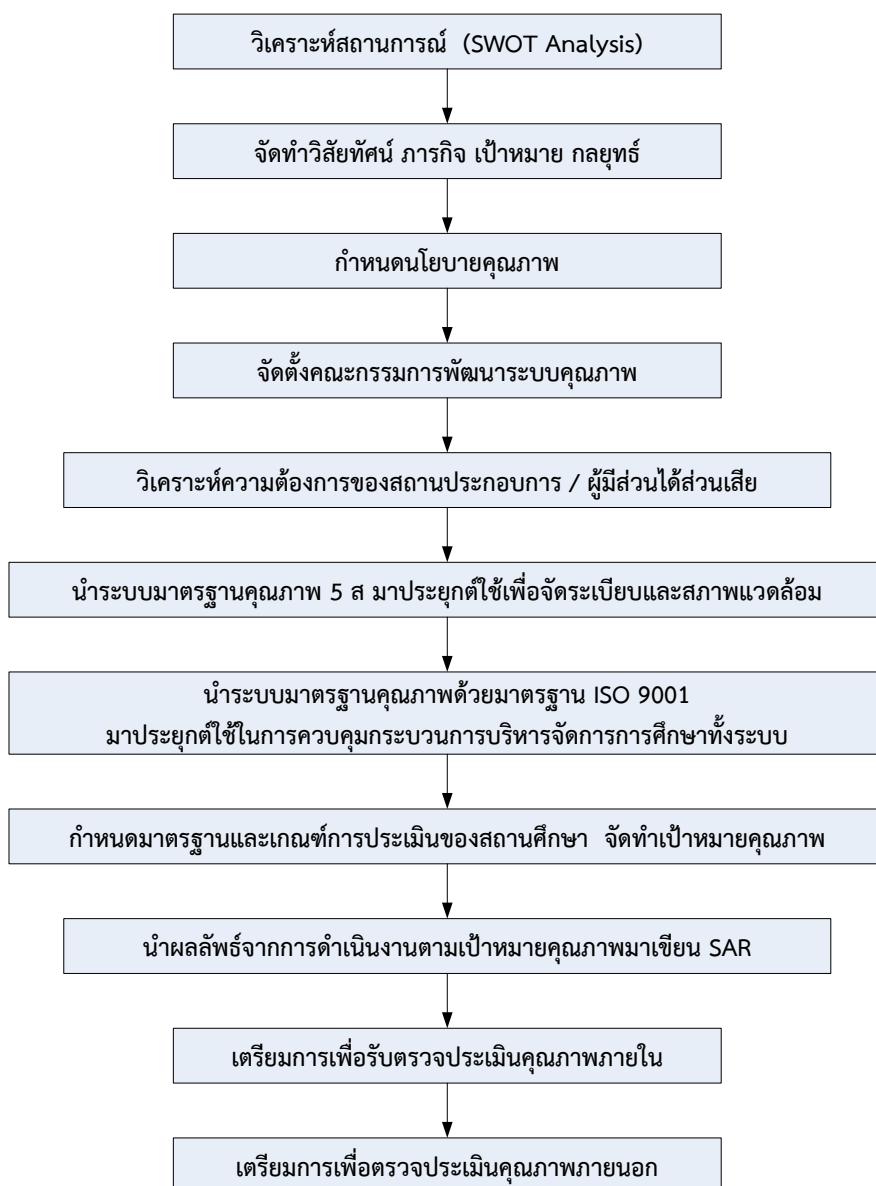 วิเคราะห์สถานการณ์ (SWOT Analysis)
จัดทำวิสัยทัศน์ ภารกิจ เป้าหมาย กลยุทธ์
กำหนดนโยบายคุณภาพ
จัดตั้งคณะกรรมการพัฒนาระบบคุณภาพ
วิเคราะห์ความต้องการของสถานประกอบการ / ผู้มีส่วนได้ส่วนเสีย
นำระบบมาตรฐานคุณภาพ 5 ส มาประยุกต์ใช้เพื่อจัดระเบียบและสภาพแวดล้อม
นำระบบมาตรฐานคุณภาพด้วยมาตรฐาน ISO 9001
มาประยุกต์ใช้ในการควบคุมกระบวนการบริหารจัดการการศึกษาทั้งระบบ
กำหนดมาตรฐานและเกณฑ์การประเมินของสถานศึกษา จัดทำเป้าหมายคุณภาพ
นำผลลัพธ์จากการดำเนินงานตามเป้าหมายคุณภาพมาเขียน SAR
เตรียมการเพื่อรับตรวจประเมินคุณภาพภายใน
เตรียมการเพื่อตรวจประเมินคุณภาพภายนอก